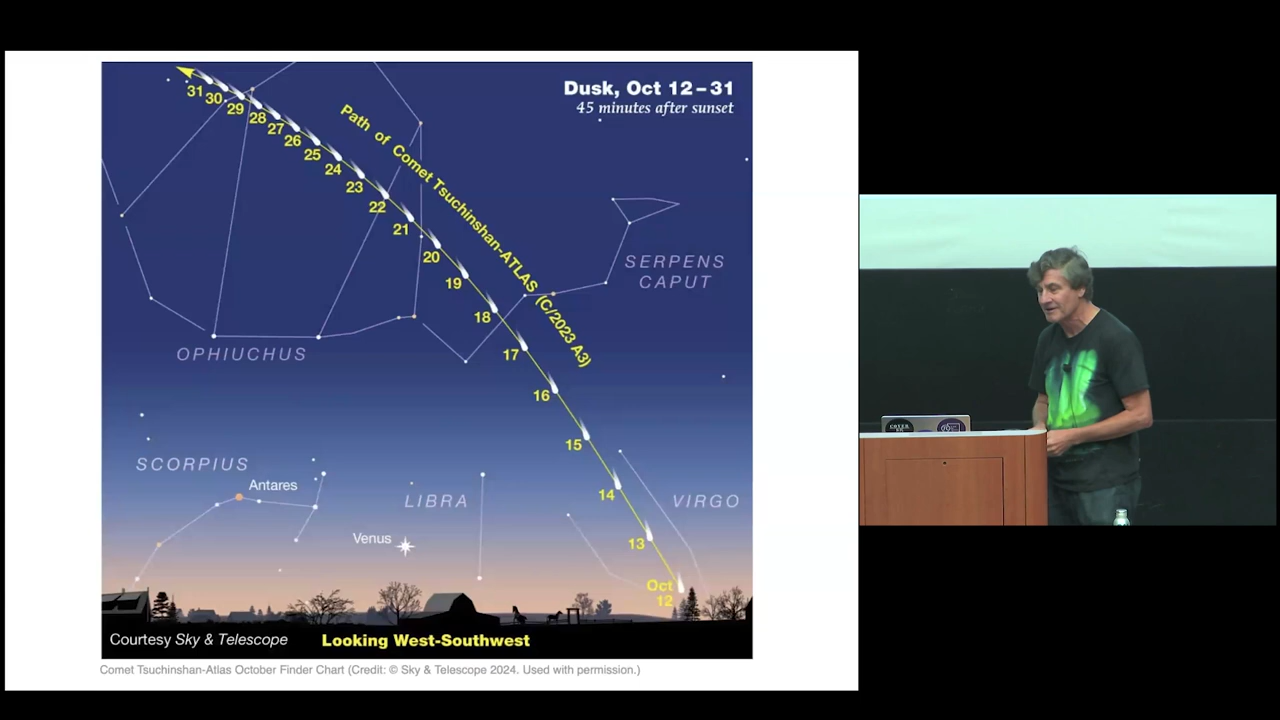 Dusk, Oct 12–31
45 minutes after sunset
31
30
29
28
27
26
25
24
23
22
21
20
19
18
17
16
15
14
13
Oct
12
Path of Comet Tsuchinshan-ATLAS (C/2023 A3)
SERPENS
CAPUT
OPHIUCHUS
SCORPIUS
Antares
LIBRA
VIRGO
Venus
Courtesy Sky & Telescope
Looking West-Southwest
Comet Tsuchinshan-Atlas October Finder Chart (Credit: © Sky & Telescope 2024. Used with permission.)